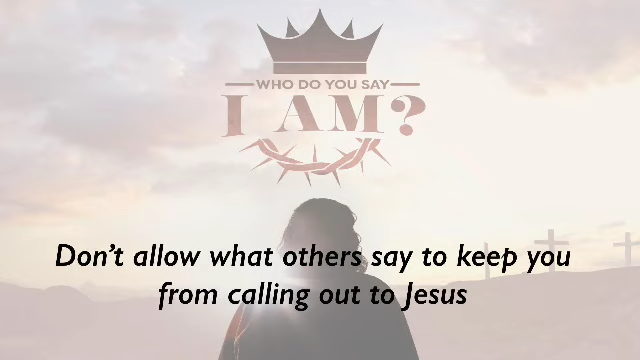 WHO DO YOU SAY
I AM?
Don’t allow what others say to keep you
from calling out to Jesus